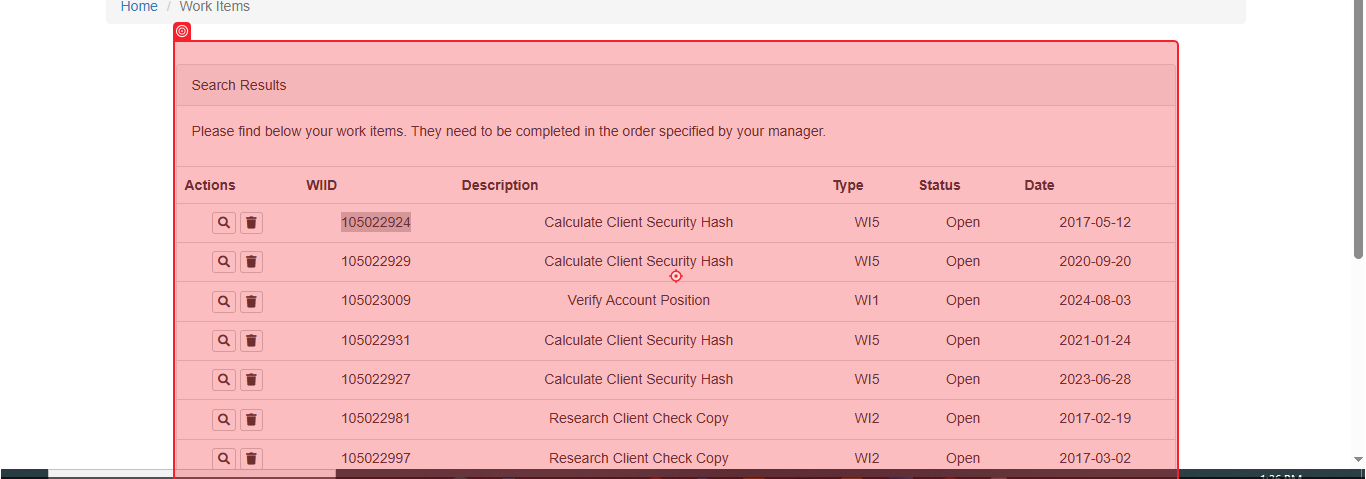 Home / Work Items
Search Results
Please find below your work items. They need to be completed in the order specified by your manager.
Actions WIID Description Type Status Date
105022924 Calculate Client Security Hash WI5 Open 2017-05-12
105022929 Calculate Client Security Hash WI5 Open 2020-09-20
105023009 Verify Account Position WI1 Open 2024-08-03
105022931 Calculate Client Security Hash WI5 Open 2021-01-24
105022927 Calculate Client Security Hash WI5 Open 2023-06-28
105022981 Research Client Check Copy WI2 Open 2017-02-19
105022997 Research Client Check Copy WI2 Open 2017-03-02